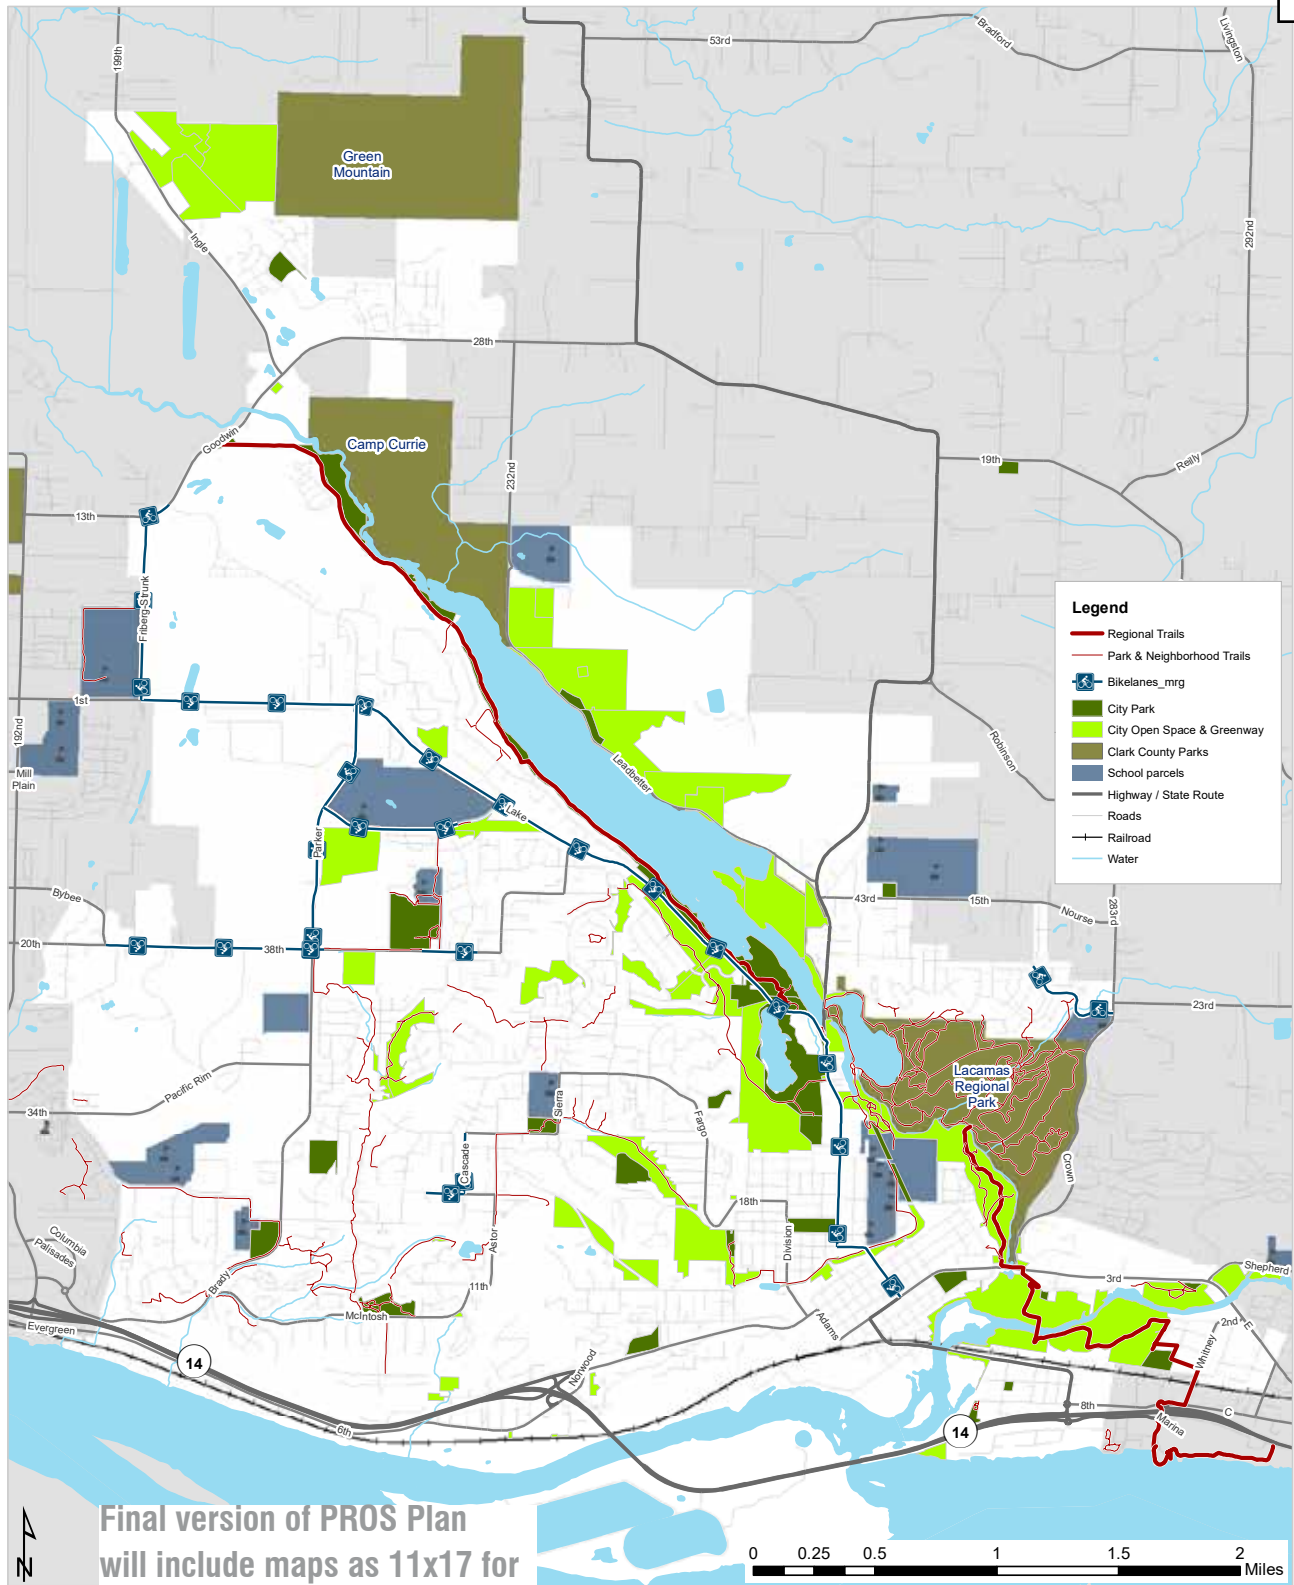 53rd
Bradford
Livingston
199th
Green
Mountain
292nd
Ingle
28th
Goodwin
Camp Currie
232nd
19th
Reilly
13th
Friberg-Strunk
Legend
Regional Trails
Park & Neighborhood Trails
Bikelanes_mrg
City Park
City Open Space & Greenway
Clark County Parks
School parcels
Highway / State Route
Roads
Railroad
Water
1st
192nd
Mill
Plain
Leadbetter
Robinson
Lake
Parker
Bybee
43rd
15th
Nourse
283rd
20th
38th
23rd
Pacific Rim
34th
Lacamas
Regional
Park
Sierra
Fargo
Cascade
Crown
18th
Division
Astor
Columbia
Palisades
Brady
11th
3rd
Shepherd
McIntosh
Adams
Evergreen
14
2nd
E
Whitney
Norwood
6th
8th
C
Marina
14
N
Final version of PROS Plan
will include maps as 11x17 for
0 0.25 0.5 1 1.5 2
Miles